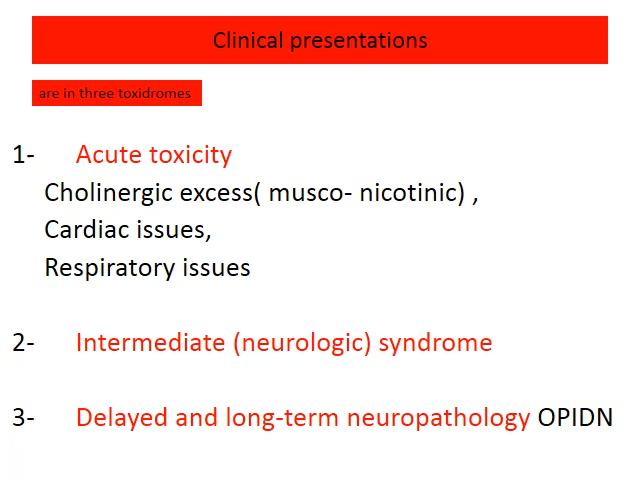 Clinical presentations
are in three toxidromes
1- Acute toxicity
Cholinergic excess( musco- nicotinic) ,
Cardiac issues,
Respiratory issues
2- Intermediate (neurologic) syndrome
3- Delayed and long-term neuropathology OPIDN